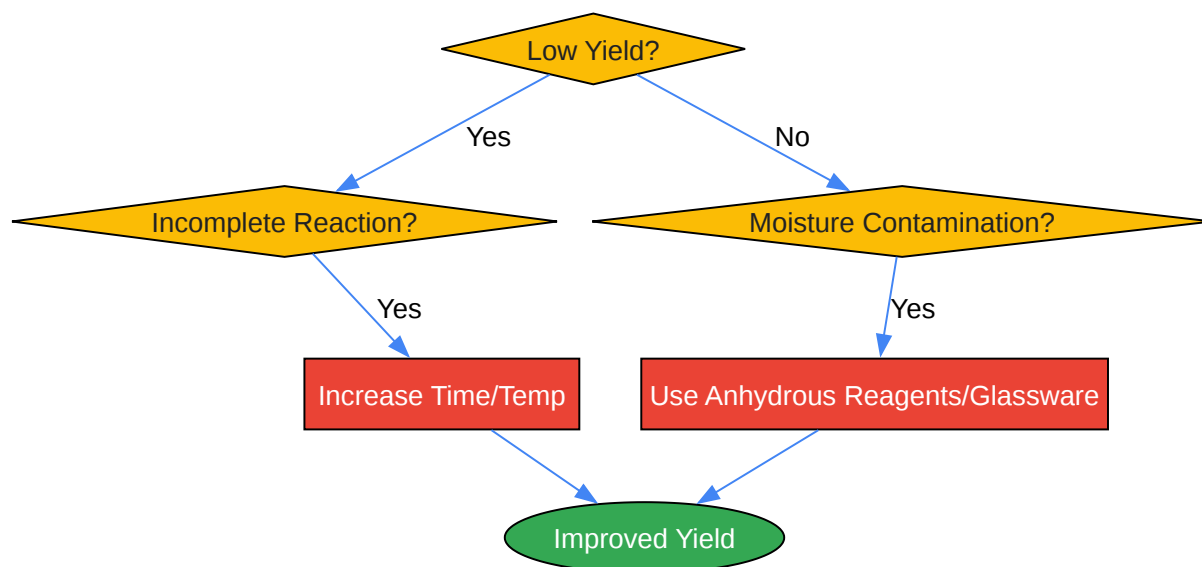 Low Yield?
Yes
No
Incomplete Reaction?
Moisture Contamination?
Yes
Yes
Increase Time/Temp
Use Anhydrous Reagents/Glassware
Improved Yield